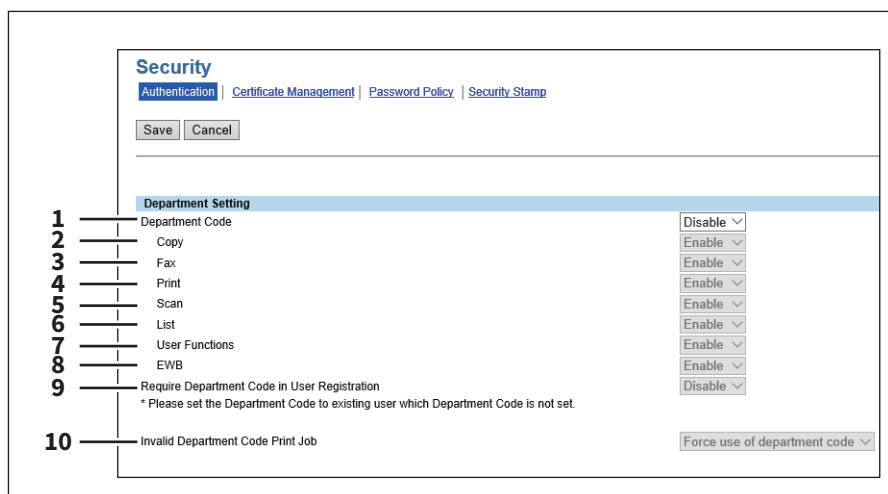 Security
Authentication | Certificate Management | Password Policy | Security Stamp
Save Cancel
Department Setting
1 Department Code Disable
2 Copy Enable
3 Fax Enable
4 Print Enable
5 Scan Enable
6 List Enable
7 User Functions Enable
8 EWB Enable
9 Require Department Code in User Registration Disable
* Please set the Department Code to existing user which Department Code is not set.
10 Invalid Department Code Print Job Force use of department code